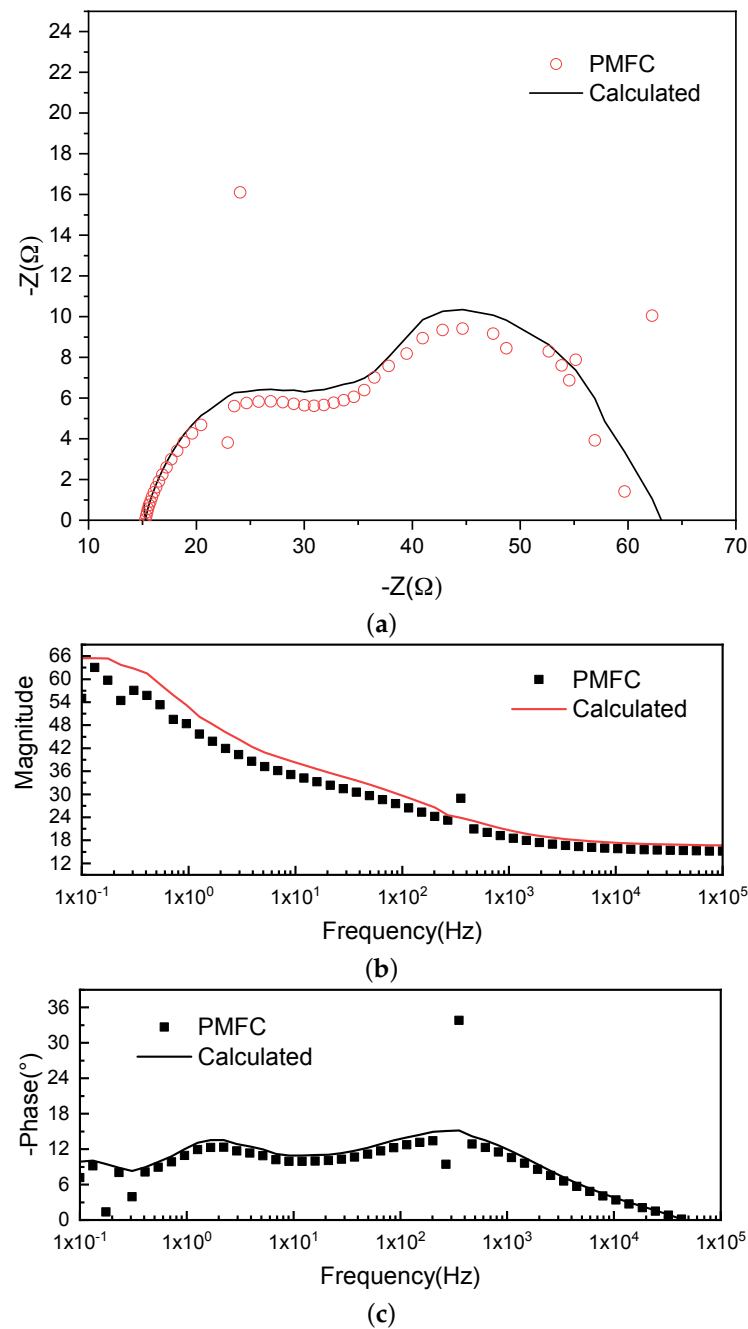 24
22
20
18
16
14
12
10
8
6
4
2
0
-Z(Ω)
PMFC
Calculated
10 20 30 40 50 60 70
-Z(Ω)
(a)
66
60
54
48
42
36
30
24
18
12
Magnitude
PMFC
Calculated
1x10⁻¹ 1x10⁰ 1x10¹ 1x10² 1x10³ 1x10⁴ 1x10⁵
Frequency(Hz)
(b)
36
30
24
18
12
6
0
-Phase(°)
PMFC
Calculated
1x10⁻¹ 1x10⁰ 1x10¹ 1x10² 1x10³ 1x10⁴ 1x10⁵
Frequency(Hz)
(c)